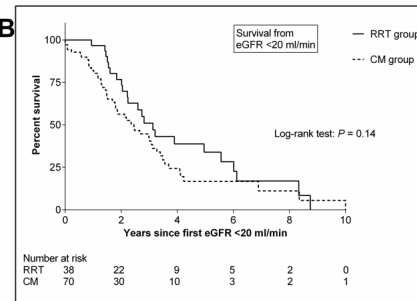 B
Survival from
eGFR <20 ml/min
RRT group
CM group
Log-rank test: P = 0.14
Percent survival
100
75
50
25
0
0 2 4 6 8 10
Years since first eGFR <20 ml/min
Number at risk
RRT 38 22 9 5 2 0
CM 70 30 10 3 2 1